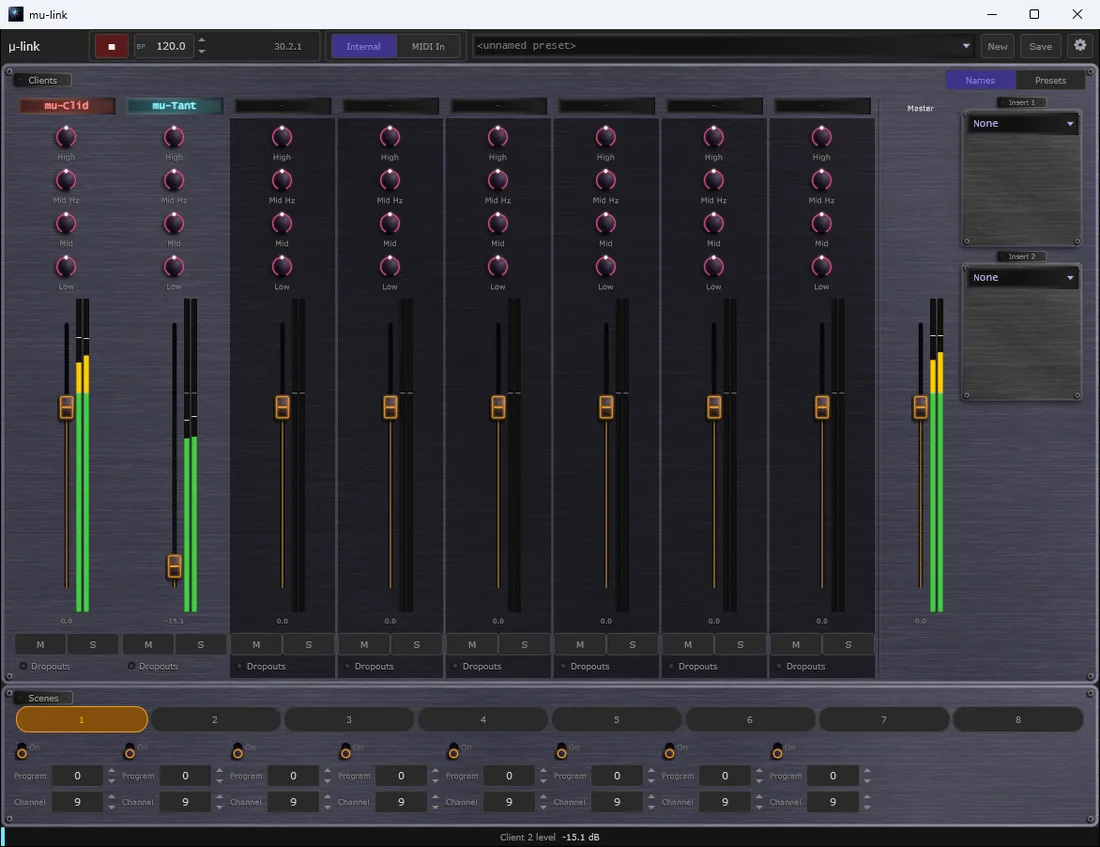 mu-link
µ-link BP 120.0 30.2.1 Internal MIDI In <unnamed preset> New Save
Clients Names Presets
mu-Clid mu-Tant - - - - - - Master Insert 1
None
High High High High High High High High
Mid Hz Mid Hz Mid Hz Mid Hz Mid Hz Mid Hz Mid Hz Mid Hz
Mid Mid Mid Mid Mid Mid Mid Mid
Insert 2
None
Low Low Low Low Low Low Low Low
0.0 -15.1 0.0 0.0 0.0 0.0 0.0 0.0 0.0
M S M S M S M S M S M S M S M S
Dropouts Dropouts Dropouts Dropouts Dropouts Dropouts Dropouts Dropouts
Scenes
1 2 3 4 5 6 7 8
On On On On On On On On
Program 0 Program 0 Program 0 Program 0 Program 0 Program 0 Program 0 Program 0
Channel 9 Channel 9 Channel 9 Channel 9 Channel 9 Channel 9 Channel 9 Channel 9
Client 2 level -15.1 dB